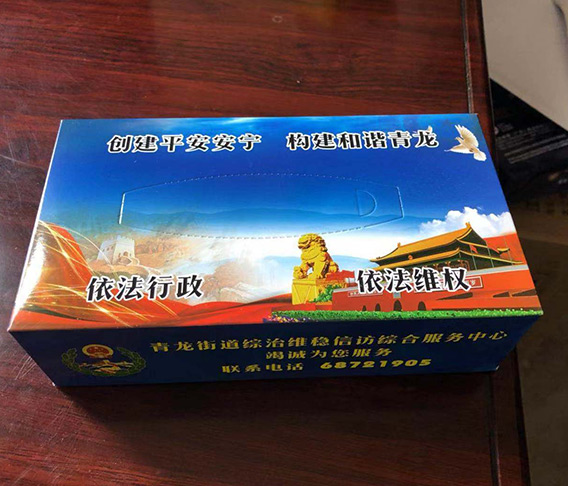 创建平安安宁 构建和谐青龙
依法行政
依法维权
青龙街道综治维稳信访综合服务中心
竭诚为您服务
联系电话 68721905